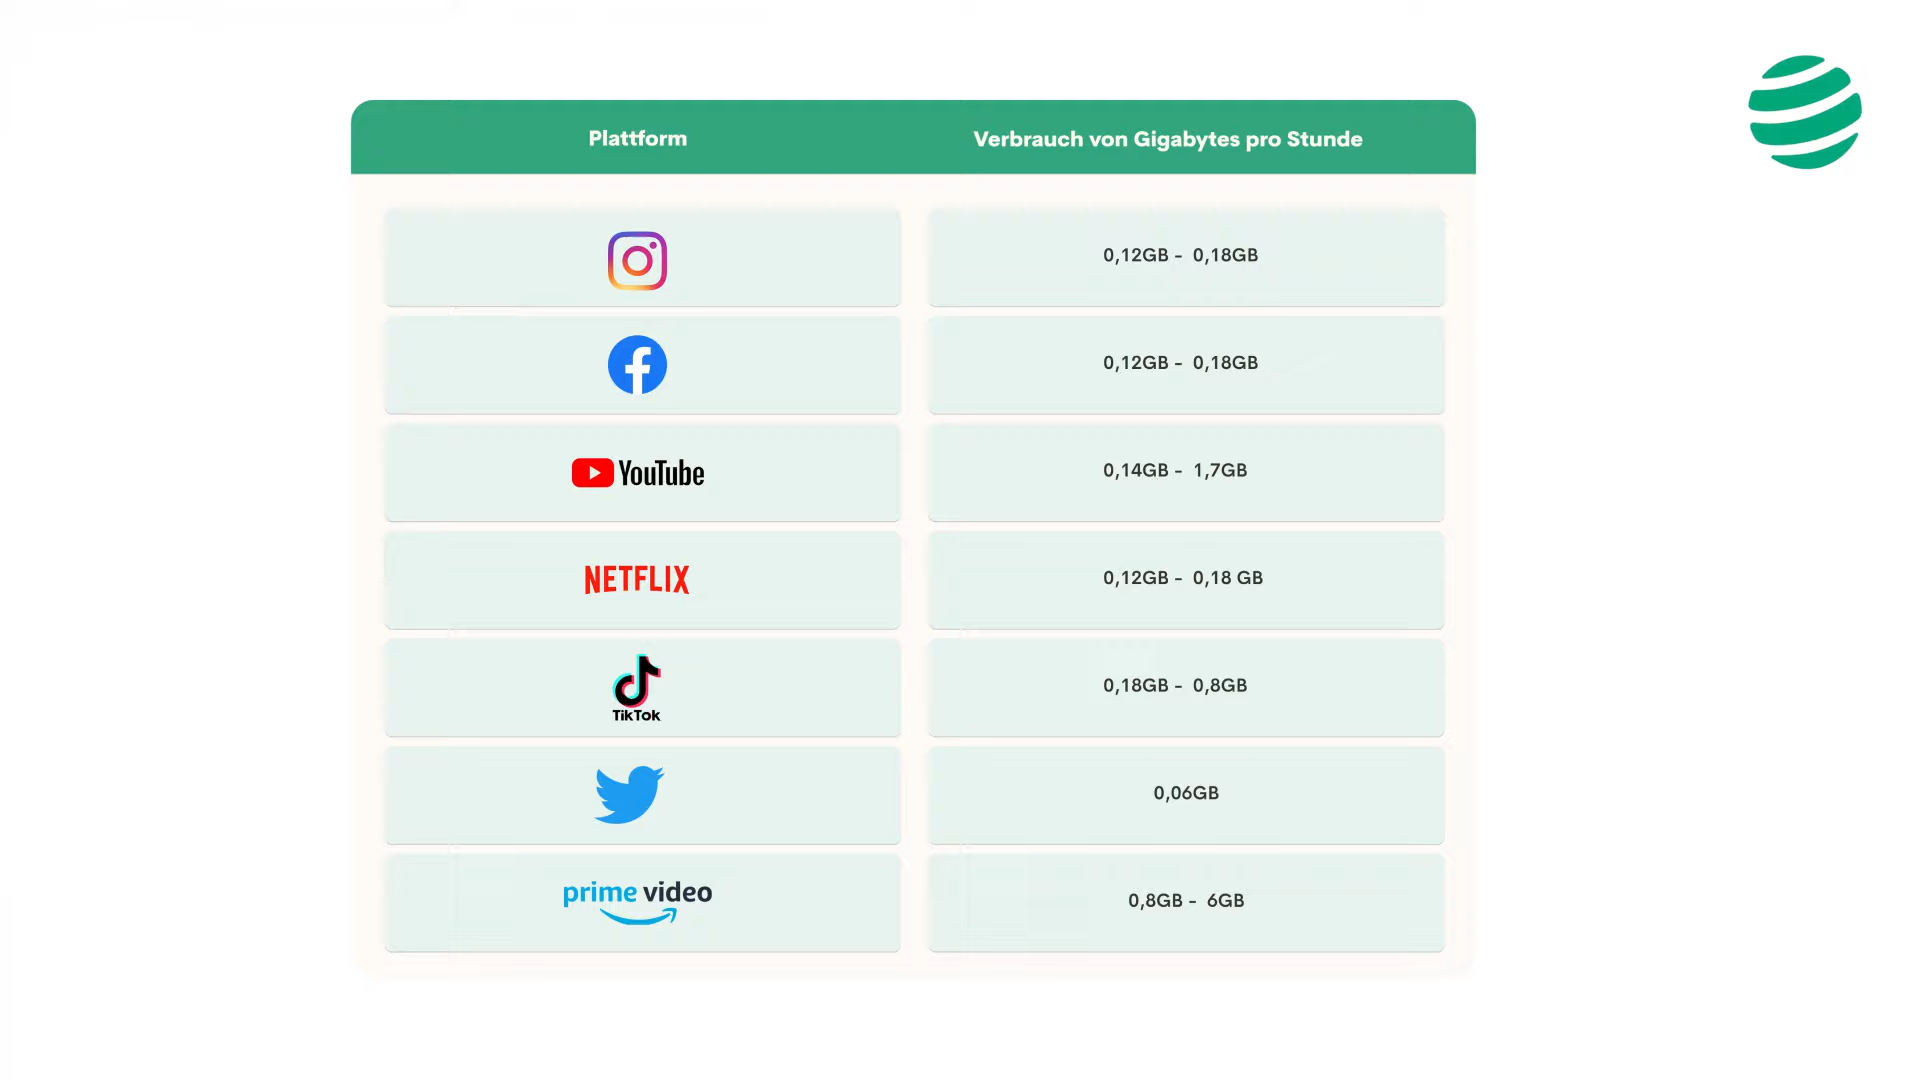 Plattform
Verbrauch von Gigabytes pro Stunde
0,12GB - 0,18GB
0,12GB - 0,18GB
YouTube
0,14GB - 1,7GB
NETFLIX
0,12GB - 0,18 GB
TikTok
0,18GB - 0,8GB
0,06GB
prime video
0,8GB - 6GB